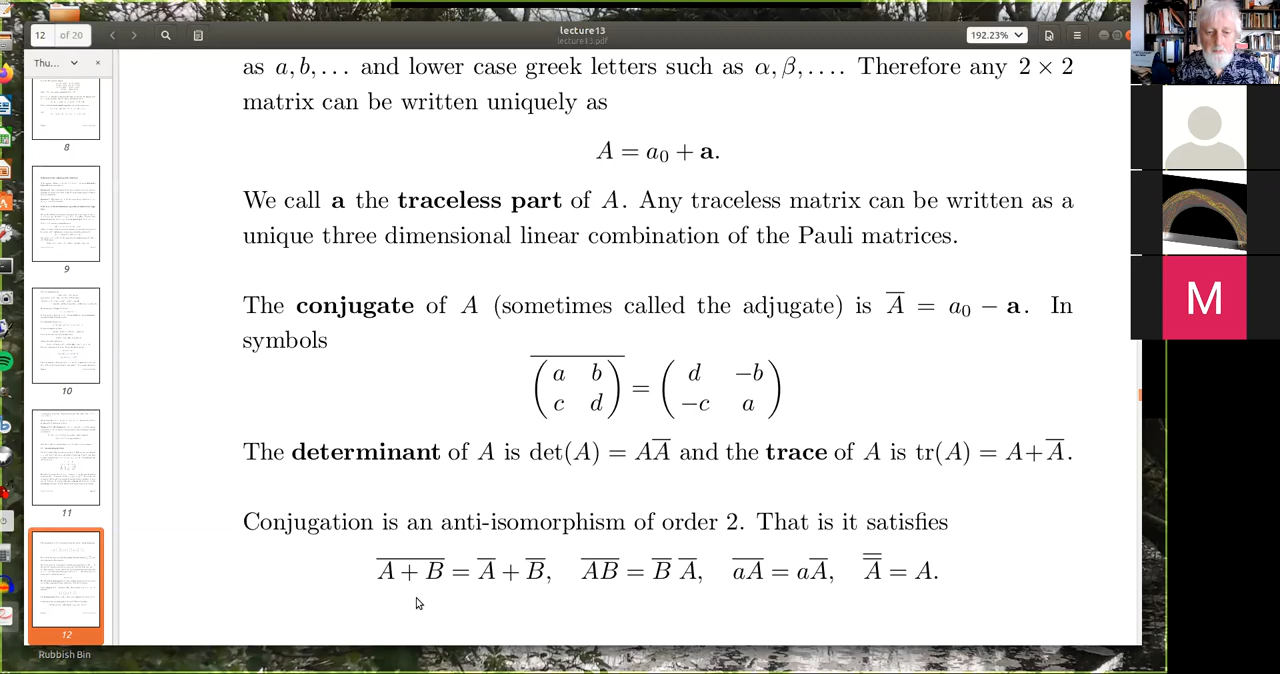 lecture13
lecture13.pdf
12 of 20
192.23%
Thu...
8
9
10
11
12
Rubbish Bin
as a, b, … and lower case greek letters such as α, β, …. Therefore any 2 × 2
matrix can be written uniquely as
A = a₀ + a.
We call a the traceless part of A. Any traceless matrix can be written as a
unique three dimensional linear combination of the Pauli matrices.
The conjugate of A (sometimes called the adjugate) is A̅ = a₀ − a. In
symbols
a b d −b
c d = −c a
The determinant of A is det(A) = AA̅ and the trace of A is tr(A) = A+A̅.
Conjugation is an anti-isomorphism of order 2. That is it satisfies
M